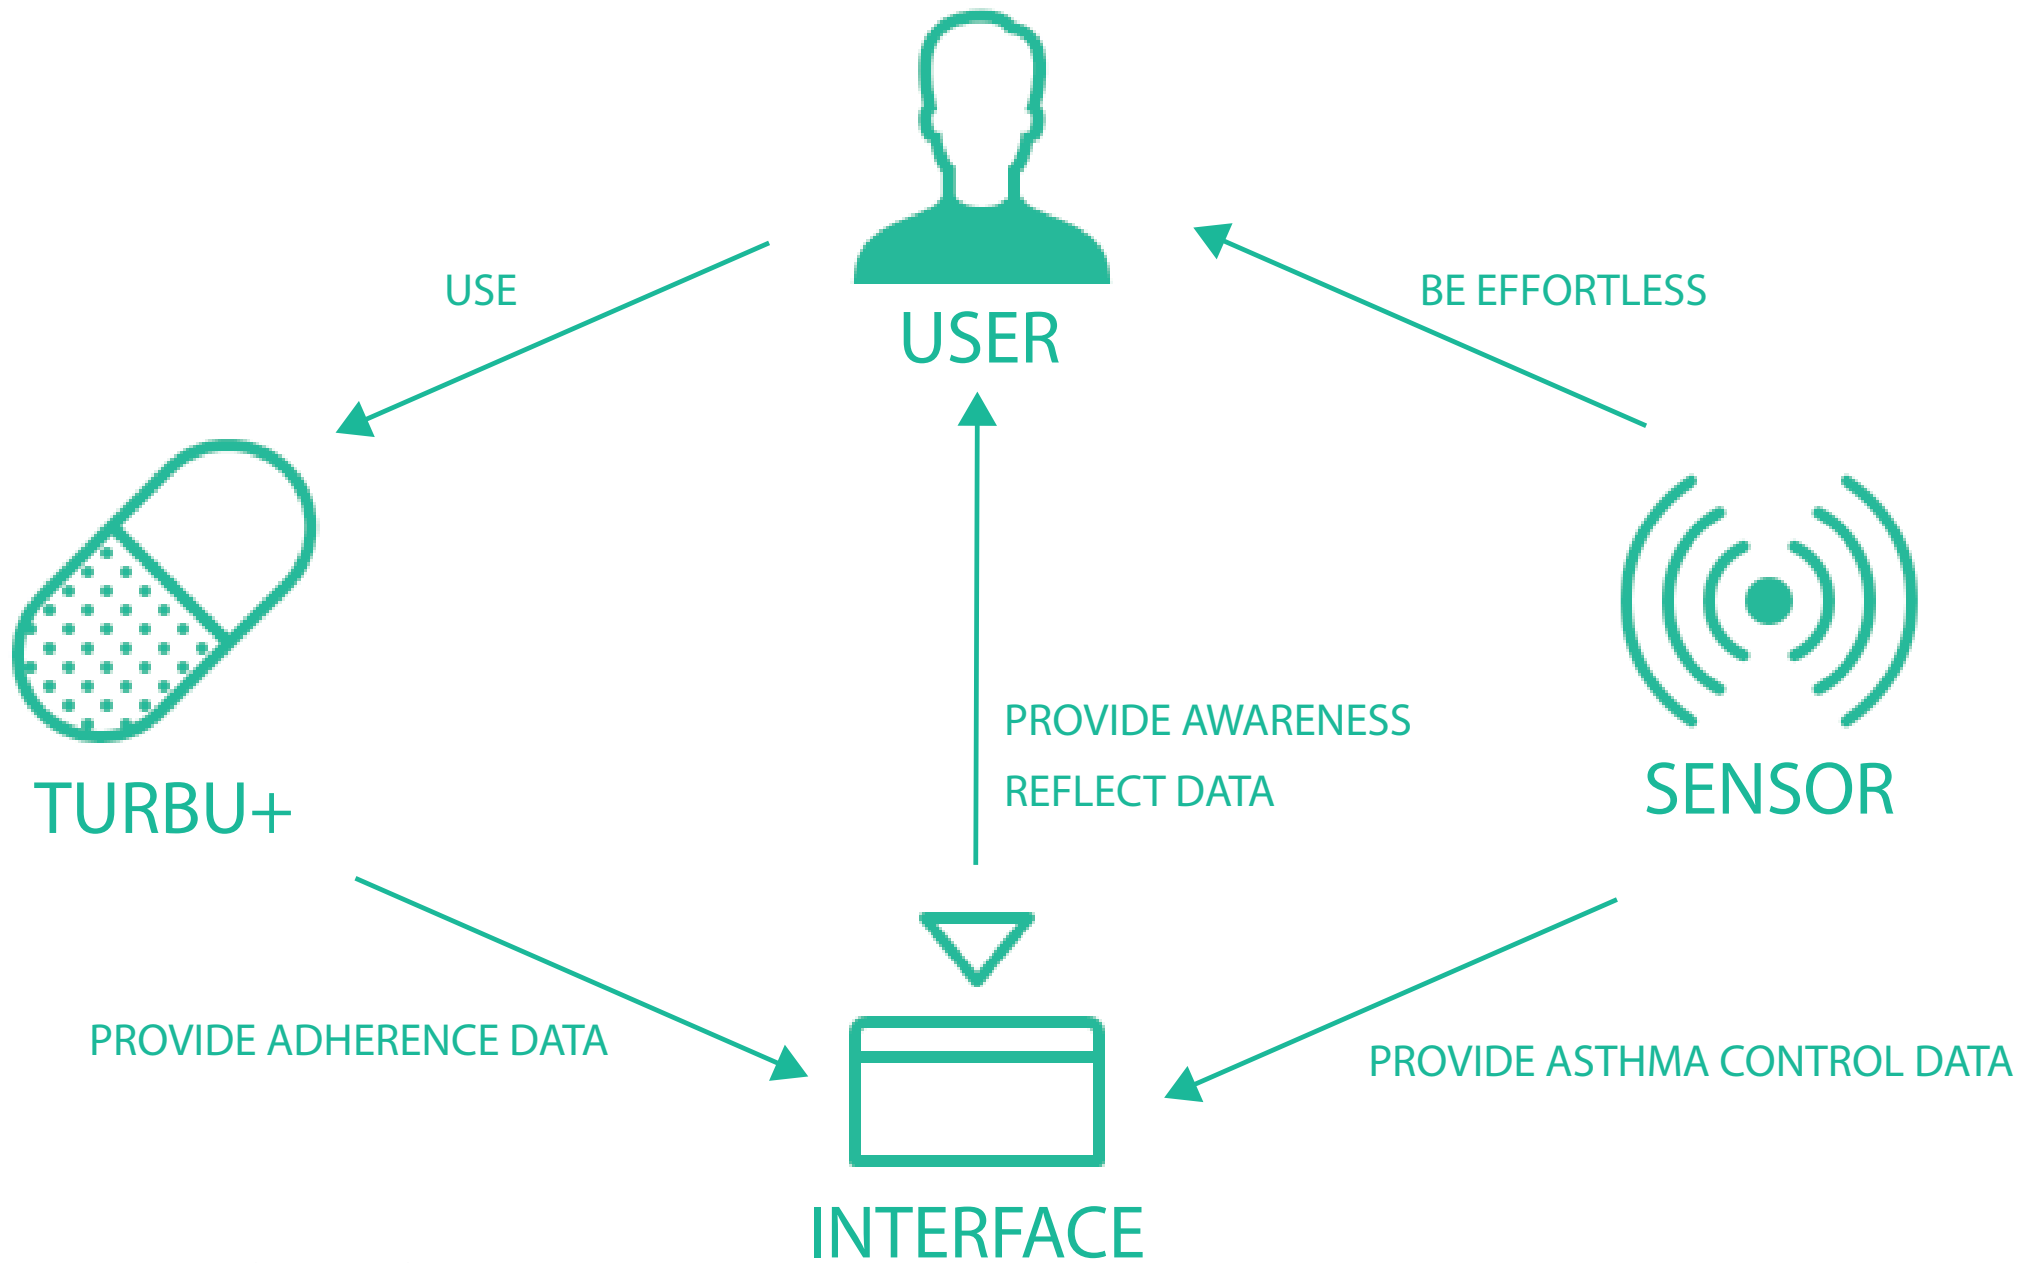 USE
BE EFFORTLESS
USER
PROVIDE AWARENESS
REFLECT DATA
TURBU+
SENSOR
PROVIDE ADHERENCE DATA
PROVIDE ASTHMA CONTROL DATA
INTERFACE